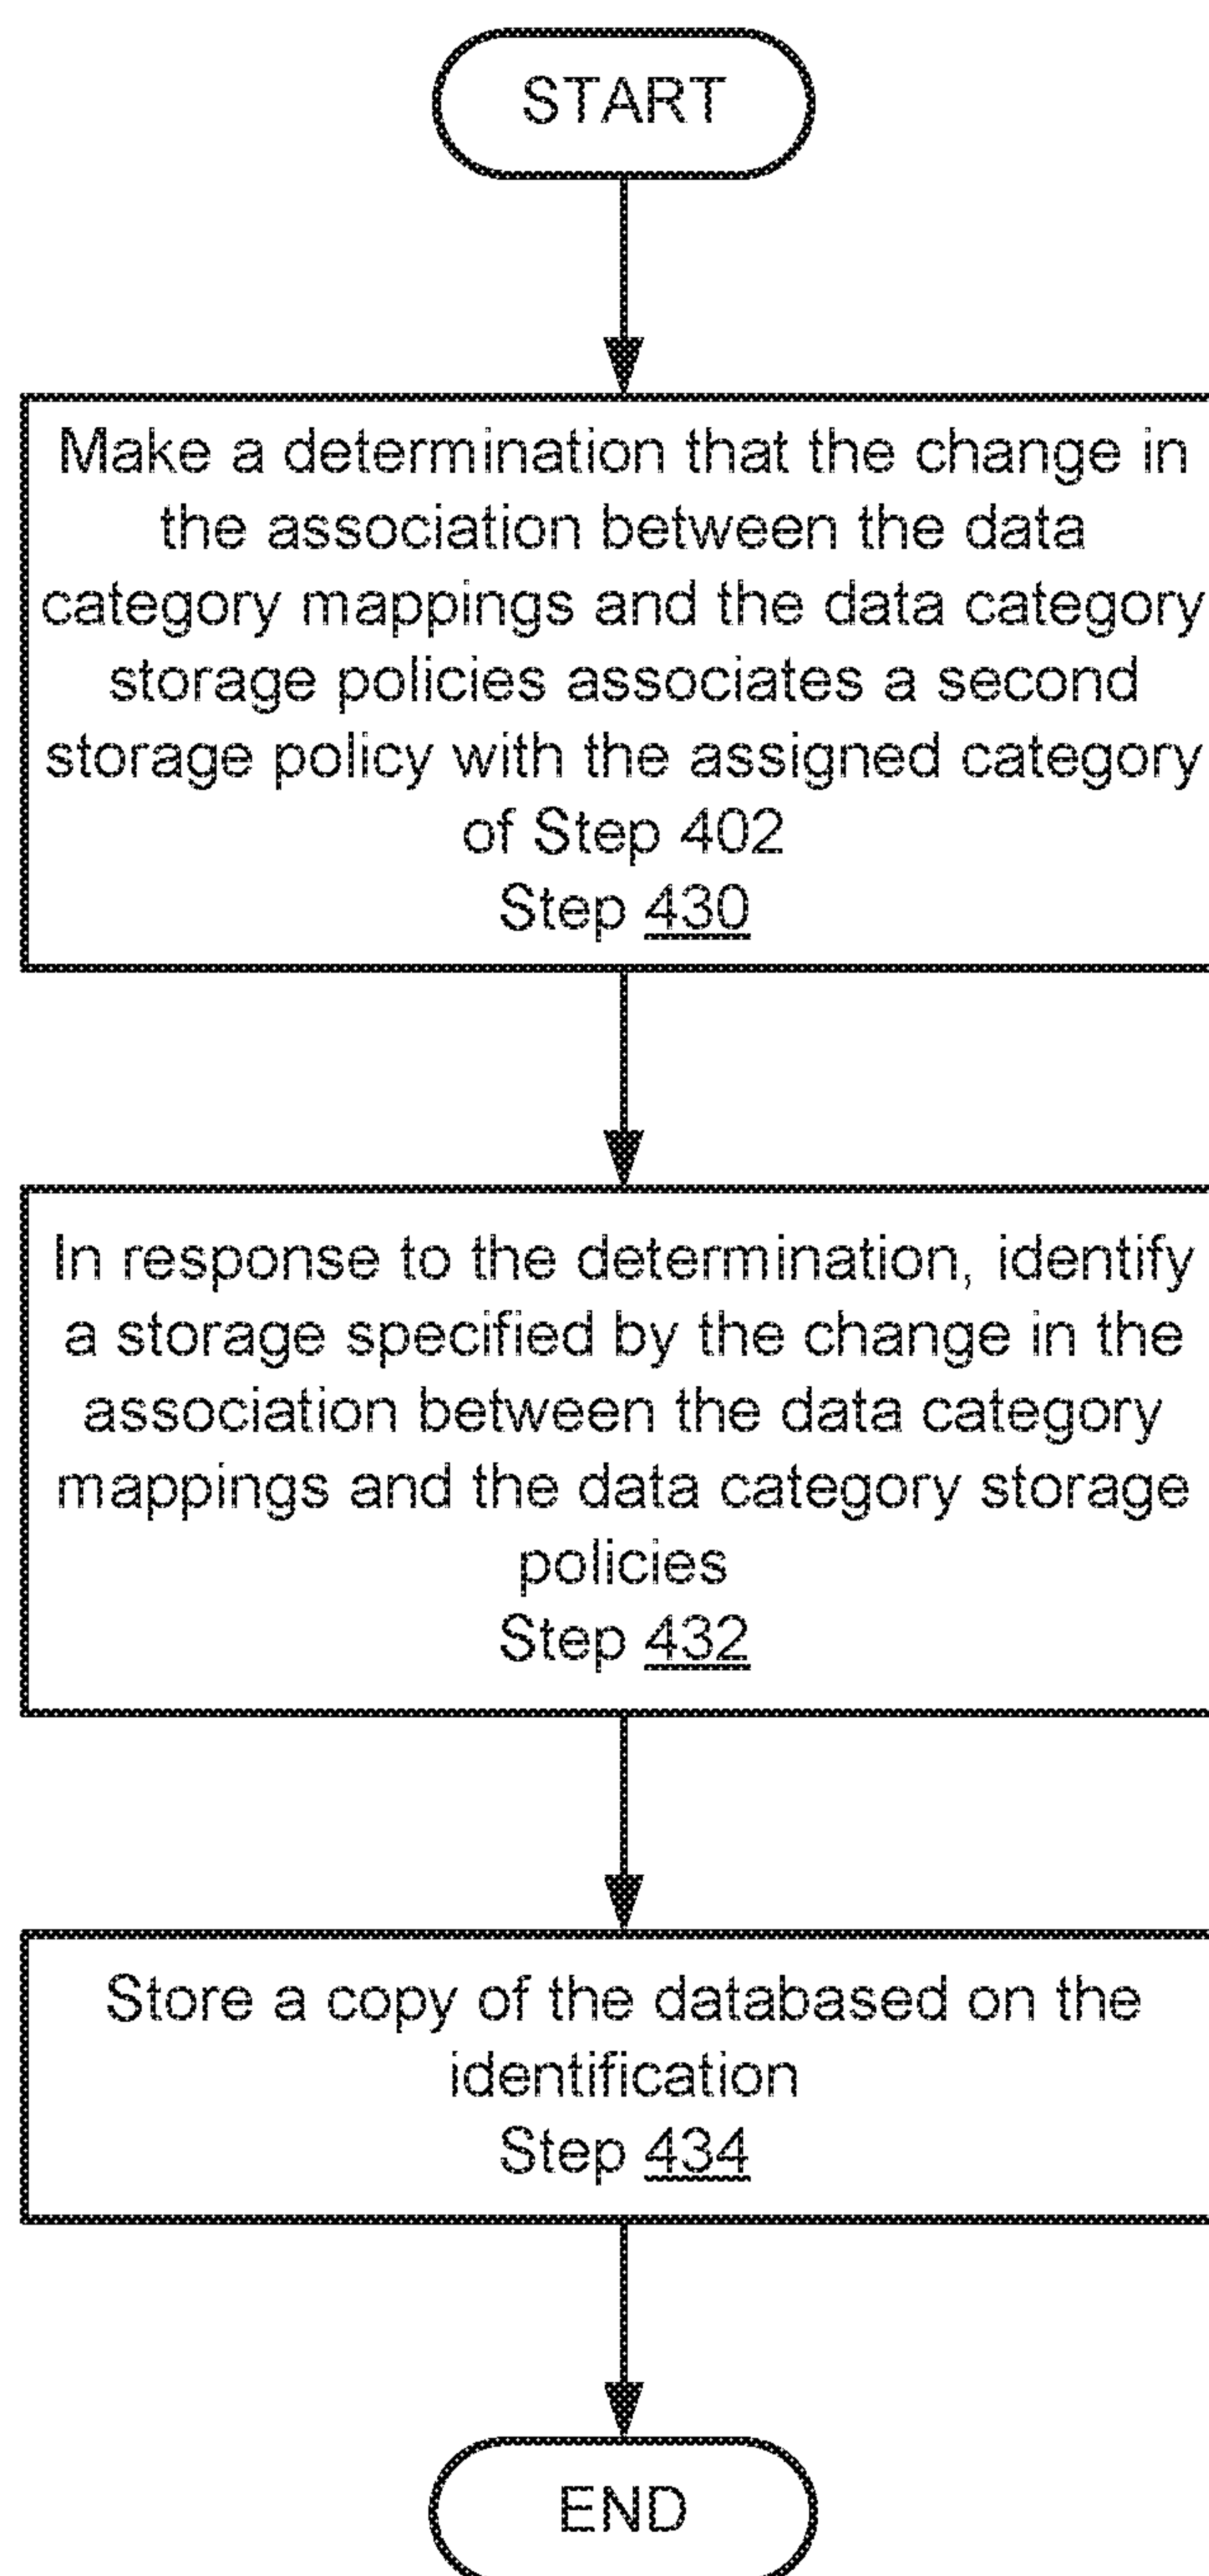 START
Make a determination that the change in
the association between the data
category mappings and the data category
storage policies associates a second
storage policy with the assigned category
of Step 402
Step 430
In response to the determination, identify
a storage specified by the change in the
association between the data category
mappings and the data category storage
policies
Step 432
Store a copy of the databased on the
identification
Step 434
END